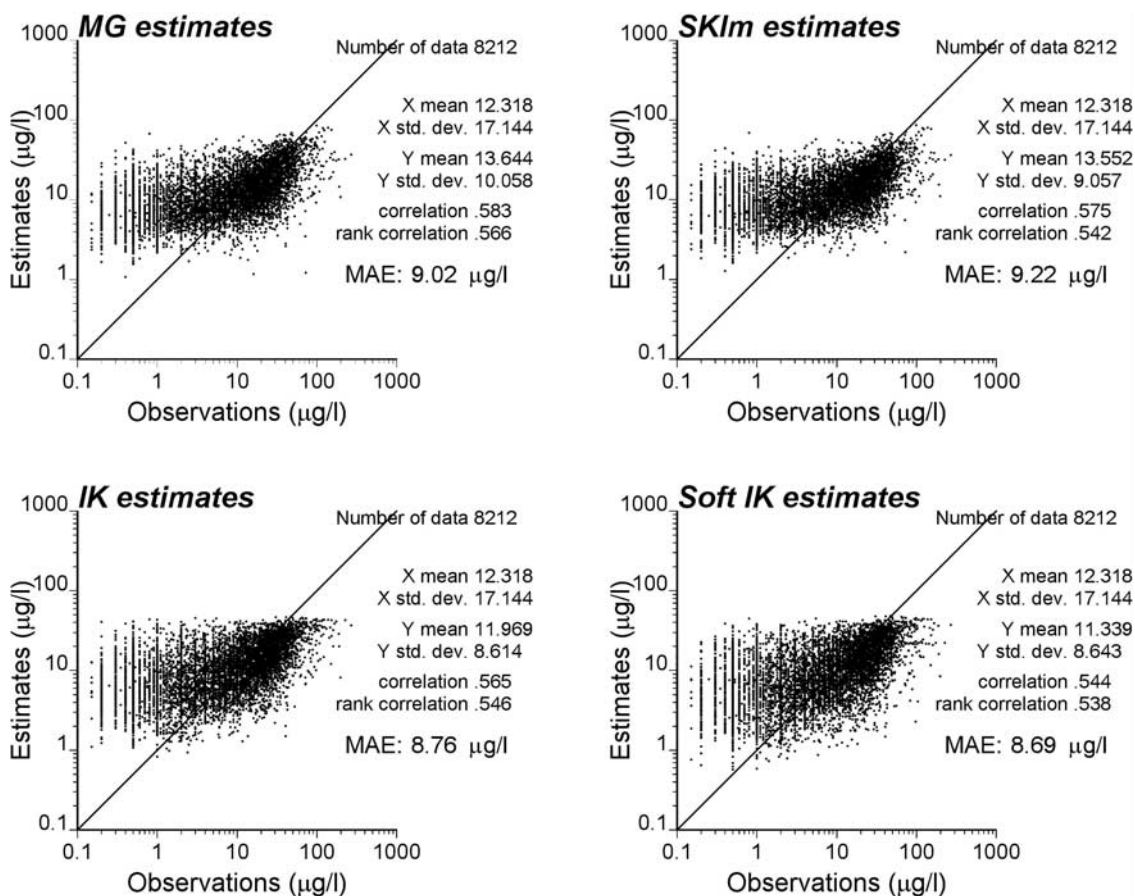 MG estimates
1000
100
10
1
0.1
Estimates (µg/l)
0.1 1 10 100 1000
Observations (µg/l)
Number of data 8212
X mean 12.318
X std. dev. 17.144
Y mean 13.644
Y std. dev. 10.058
correlation .583
rank correlation .566
MAE: 9.02 µg/l
SKlm estimates
1000
100
10
1
0.1
Estimates (µg/l)
0.1 1 10 100 1000
Observations (µg/l)
Number of data 8212
X mean 12.318
X std. dev. 17.144
Y mean 13.552
Y std. dev. 9.057
correlation .575
rank correlation .542
MAE: 9.22 µg/l
IK estimates
1000
100
10
1
0.1
Estimates (µg/l)
0.1 1 10 100 1000
Observations (µg/l)
Number of data 8212
X mean 12.318
X std. dev. 17.144
Y mean 11.969
Y std. dev. 8.614
correlation .565
rank correlation .546
MAE: 8.76 µg/l
Soft IK estimates
1000
100
10
1
0.1
Estimates (µg/l)
0.1 1 10 100 1000
Observations (µg/l)
Number of data 8212
X mean 12.318
X std. dev. 17.144
Y mean 11.339
Y std. dev. 8.643
correlation .544
rank correlation .538
MAE: 8.69 µg/l